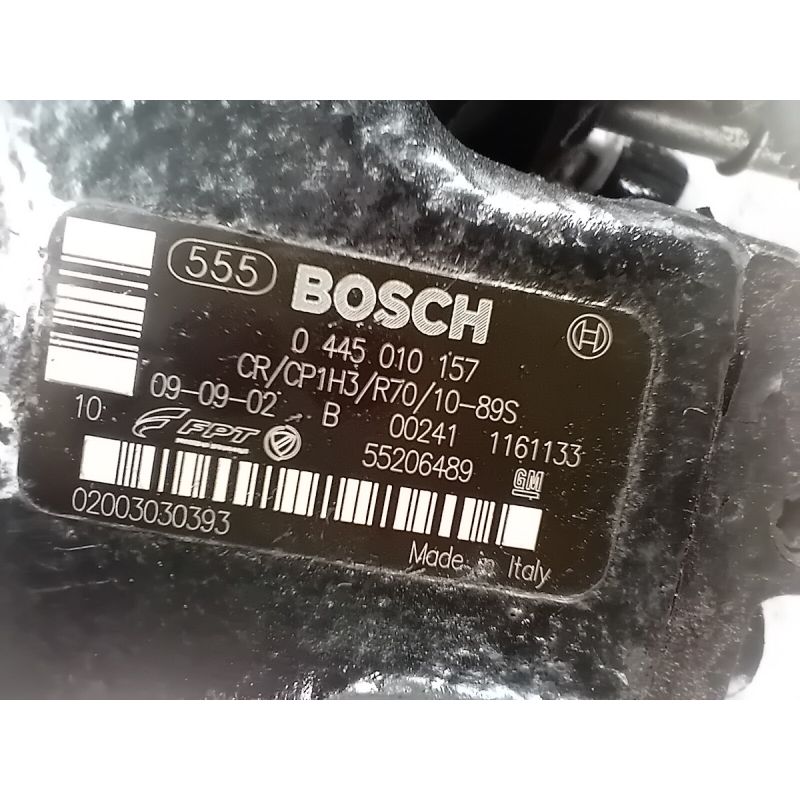 555 BOSCH
0 445 010 157
CR/CP1H3/R70/10-89S
10 09-09-02 B 00241 1161133
FPT 55206489 GM
02003030393
Made in Italy